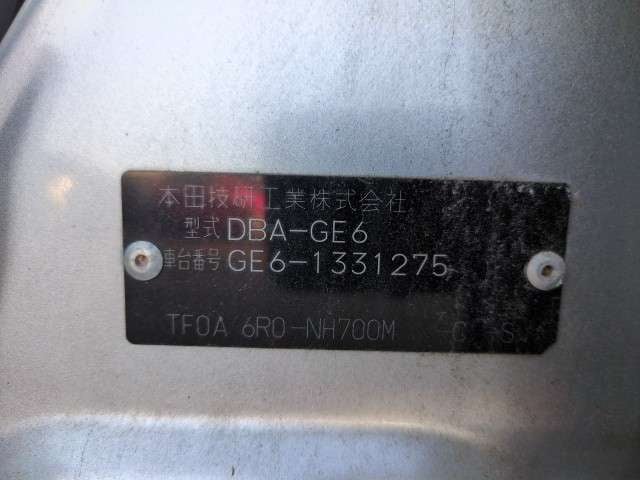 本田技研工業株式会社
型式 DBA-GE6
車台番号 GE6-1331275
TF0A 6R0-NH700M -C -S